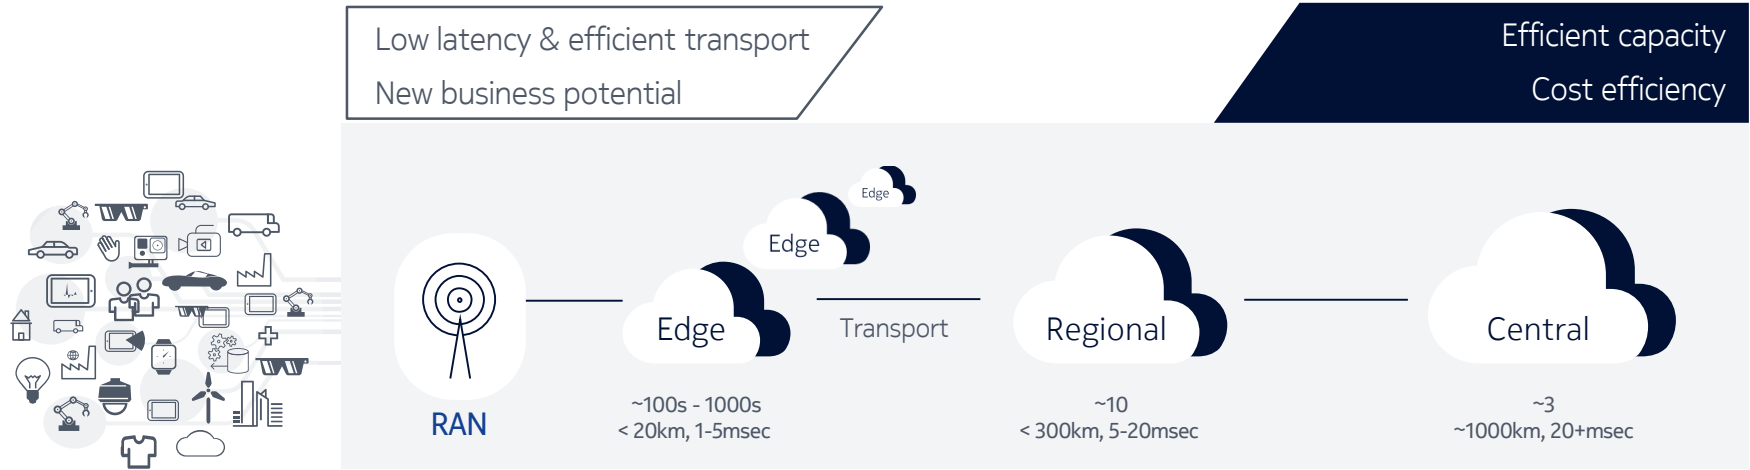 Low latency & efficient transport
New business potential
Efficient capacity
Cost efficiency
Edge
Edge
Edge
Transport
Regional
Central
RAN
~100s - 1000s
< 20km, 1-5msec
~10
< 300km, 5-20msec
~3
~1000km, 20+msec